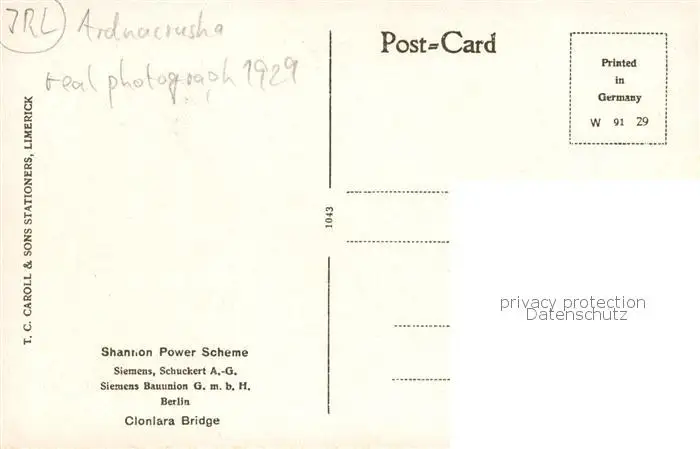 IRL Ardnacrusha
real photograph 1929
T. C. CAROLL & SONS STATIONERS, LIMERICK
Shannon Power Scheme
Siemens, Schuckert A.-G.
Siemens Bauunion G. m. b. H.
Berlin
Clonlara Bridge
1043
Post=Card
Printed
in
Germany
W 91 29
privacy protection
Datenschutz